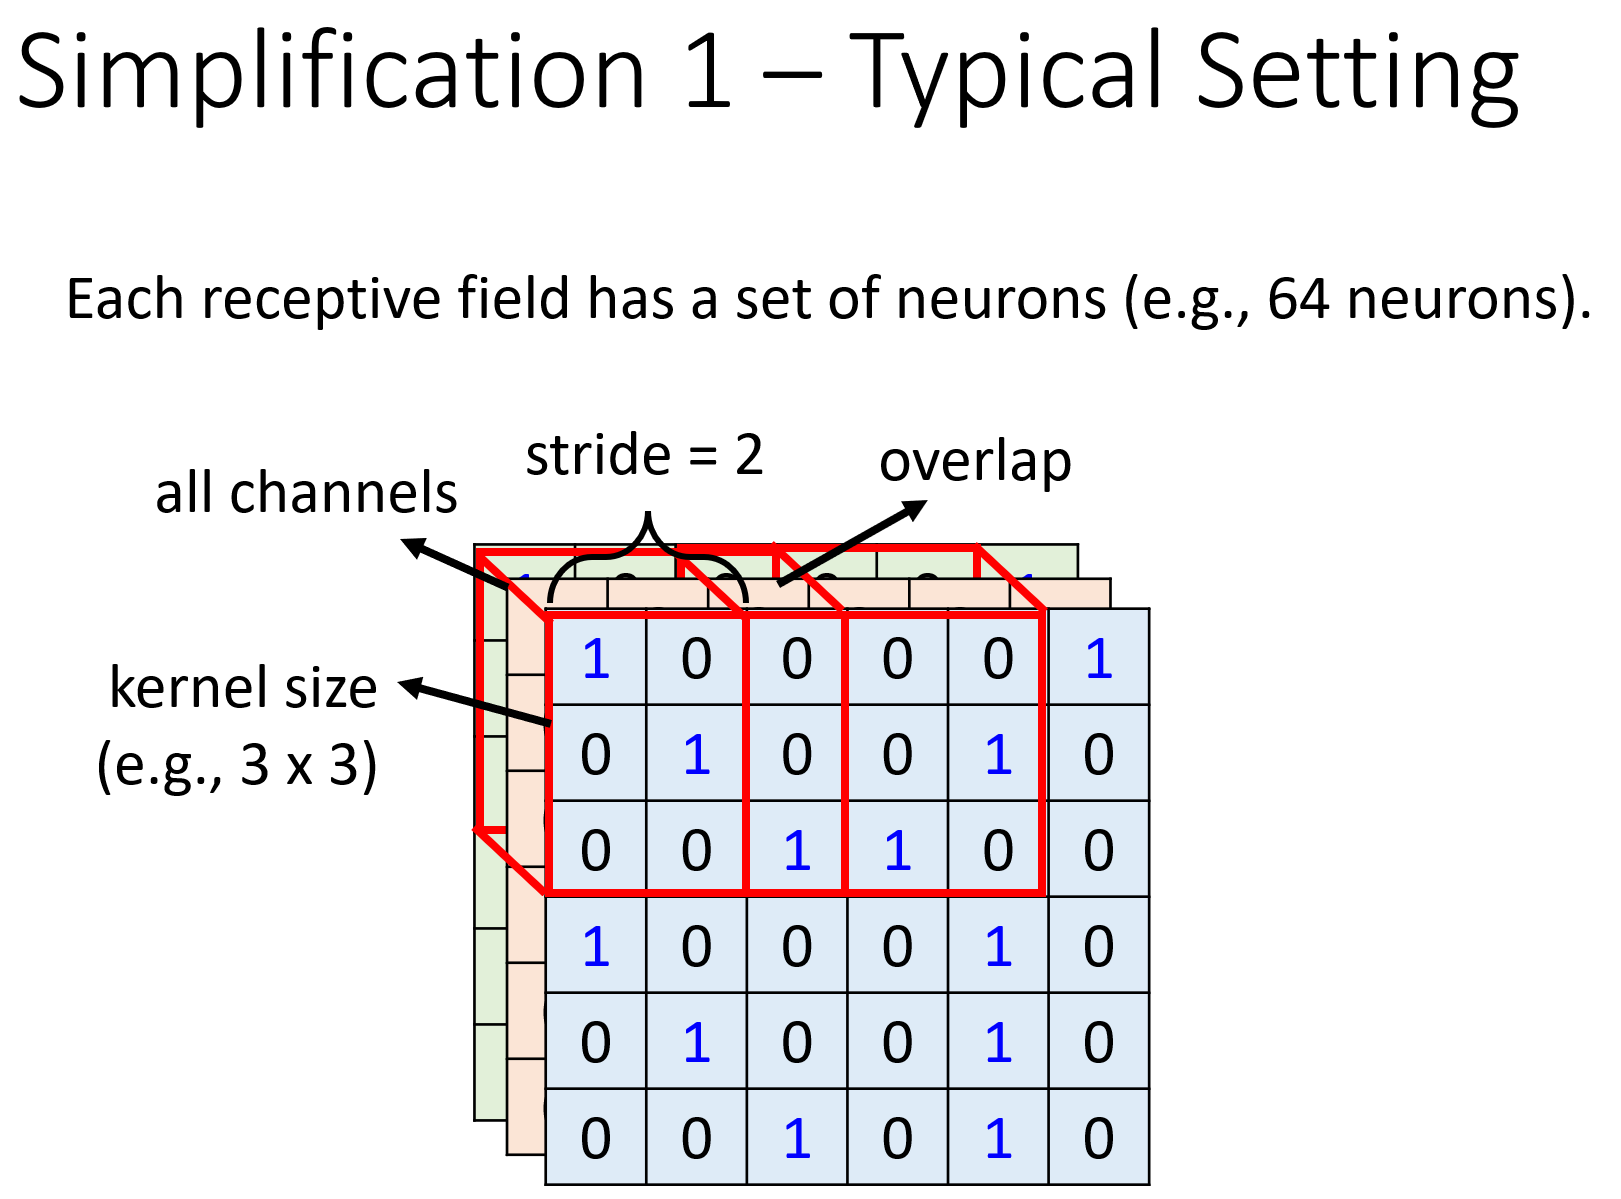 Simplification 1 – Typical Setting
Each receptive field has a set of neurons (e.g., 64 neurons).
stride = 2
overlap
all channels
kernel size
(e.g., 3 x 3)
1 0 0 0 0 1
0 1 0 0 1 0
0 0 1 1 0 0
1 0 0 0 1 0
0 1 0 0 1 0
0 0 1 0 1 0